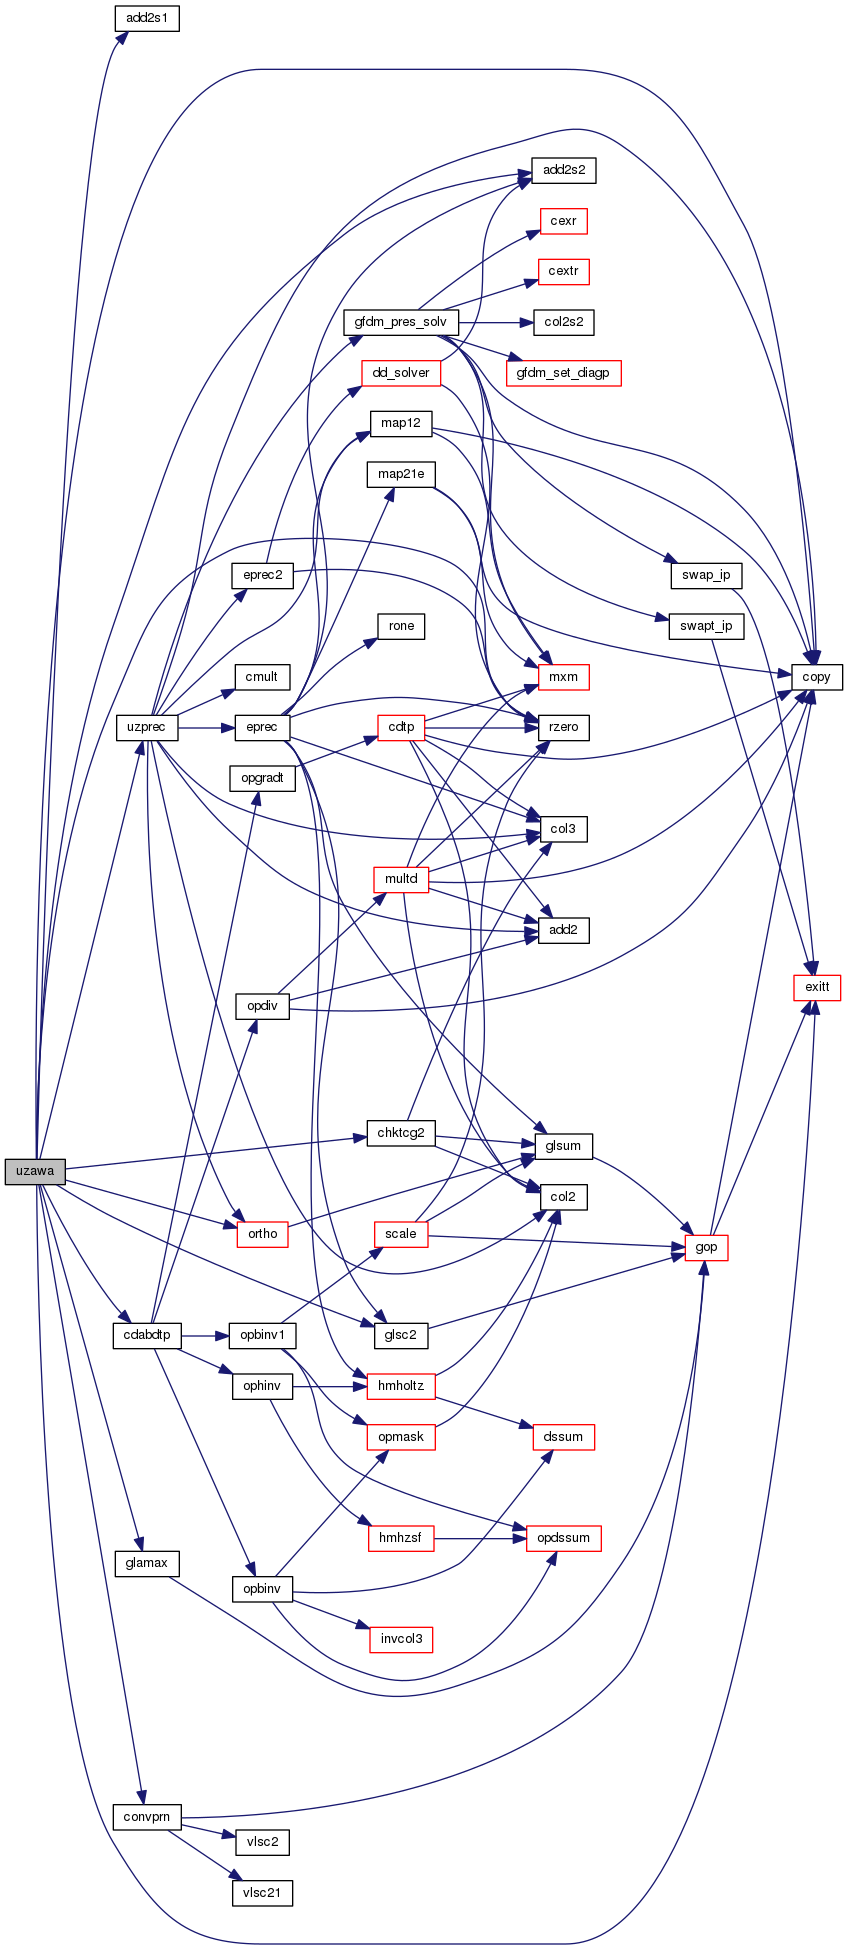 add2s1
add2s2
cexr
cextr
gfdm_pres_solv
col2s2
dd_solver
gfdm_set_diagp
map12
map21e
eprec2
swap_ip
rone
swapt_ip
cmult
mxm
copy
uzprec
eprec
cdtp
rzero
opgradt
col3
multd
add2
exitt
opdiv
chktcg2
glsum
uzawa
col2
ortho
scale
gop
cdabdtp
opbinv1
glsc2
ophinv
hmholtz
opmask
dssum
hmhzsf
opdssum
glamax
opbinv
invcol3
convprn
vlsc2
vlsc21